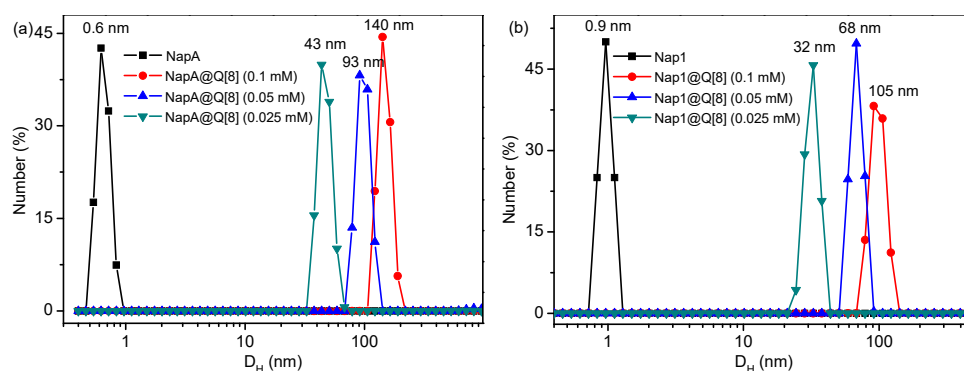 (a)
0.6 nm
140 nm
43 nm
93 nm
NapA
NapA@Q[8] (0.1 mM)
NapA@Q[8] (0.05 mM)
NapA@Q[8] (0.025 mM)
Number (%)
45
30
15
0
1
10
100
D_H (nm)
(b)
0.9 nm
68 nm
32 nm
105 nm
Nap1
Nap1@Q[8] (0.1 mM)
Nap1@Q[8] (0.05 mM)
Nap1@Q[8] (0.025 mM)
Number (%)
45
30
15
0
1
10
100
D_H (nm)